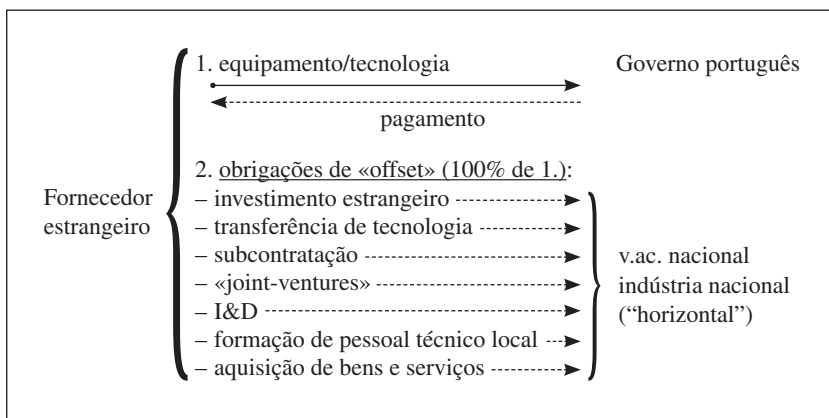 1. equipamento/tecnologia
Governo português
pagamento
2. obrigações de «offset» (100% de 1.):
Fornecedor
estrangeiro
– investimento estrangeiro
– transferência de tecnologia
– subcontratação
– «joint-ventures»
– I&D
– formação de pessoal técnico local
– aquisição de bens e serviços
v.ac. nacional
indústria nacional
(“horizontal”)